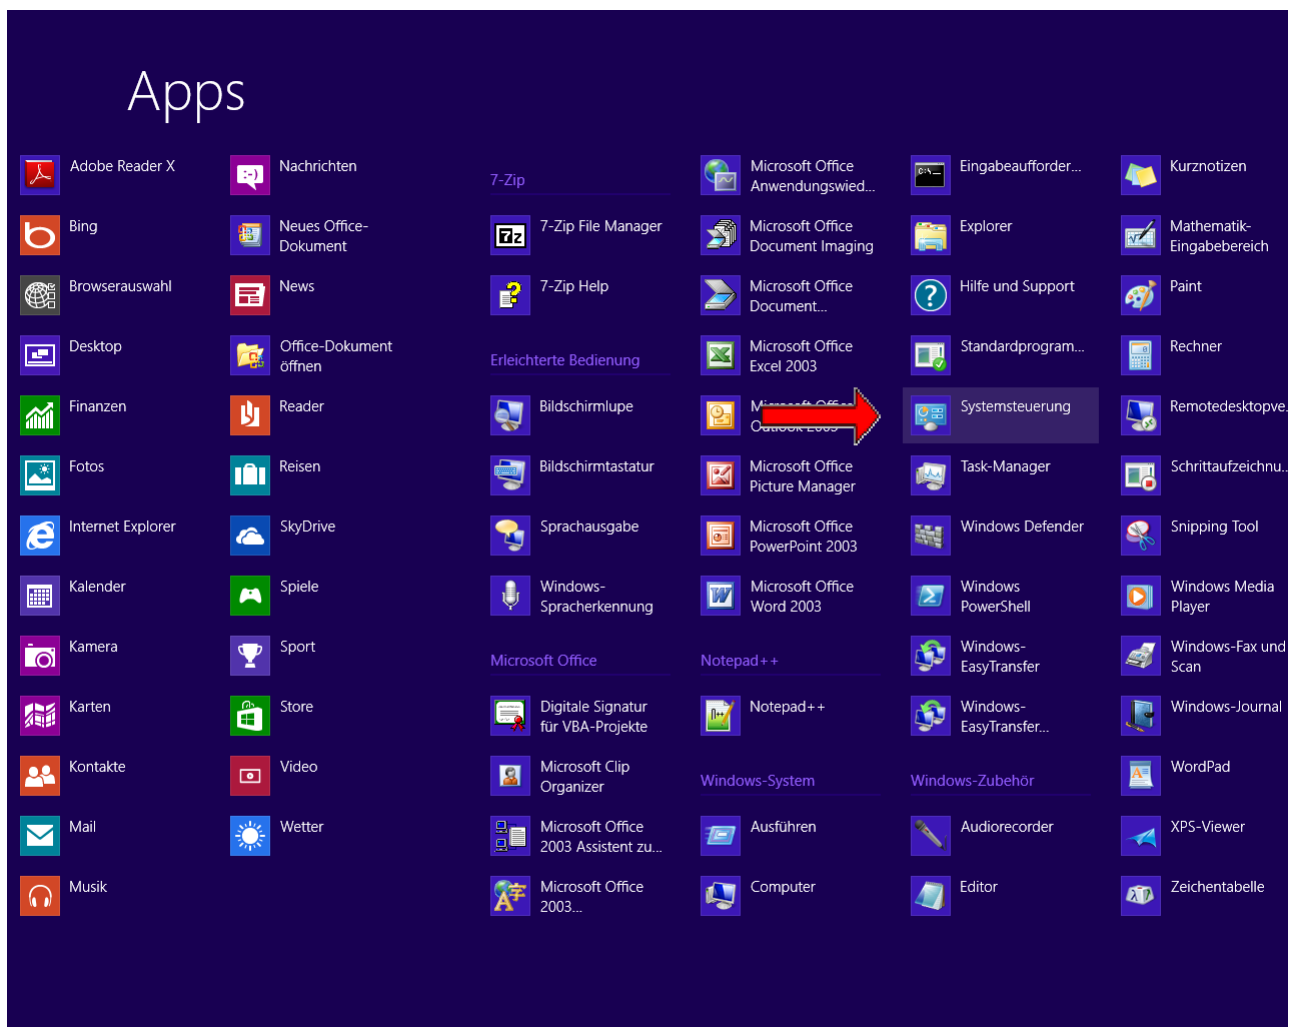 Apps
Adobe Reader X
Bing
Browserauswahl
Desktop
Finanzen
Fotos
Internet Explorer
Kalender
Kamera
Karten
Kontakte
Mail
Musik
Nachrichten
Neues Office-
Dokument
News
Office-Dokument
öffnen
Reader
Reisen
SkyDrive
Spiele
Sport
Store
Video
Wetter
7-Zip
7-Zip File Manager
7-Zip Help
Erleichterte Bedienung
Bildschirmlupe
Bildschirmtastatur
Sprachausgabe
Windows-
Spracherkennung
Microsoft Office
Digitale Signatur
für VBA-Projekte
Microsoft Clip
Organizer
Microsoft Office
2003 Assistent zu...
Microsoft Office
2003...
Microsoft Office
Anwendungswied...
Microsoft Office
Document Imaging
Microsoft Office
Document...
Microsoft Office
Excel 2003
Microsoft Office
Outlook 2003
Microsoft Office
Picture Manager
Microsoft Office
PowerPoint 2003
Microsoft Office
Word 2003
Notepad++
Notepad++
Windows-System
Ausführen
Computer
Eingabeaufforder...
Explorer
Hilfe und Support
Standardprogram...
Systemsteuerung
Task-Manager
Windows Defender
Windows
PowerShell
Windows-
EasyTransfer
Windows-
EasyTransfer...
Windows-Zubehör
Audiorecorder
Editor
Kurznotizen
Mathematik-
Eingabebereich
Paint
Rechner
Remotedesktopve...
Schrittaufzeichnu...
Snipping Tool
Windows Media
Player
Windows-Fax und
Scan
Windows-Journal
WordPad
XPS-Viewer
Zeichentabelle